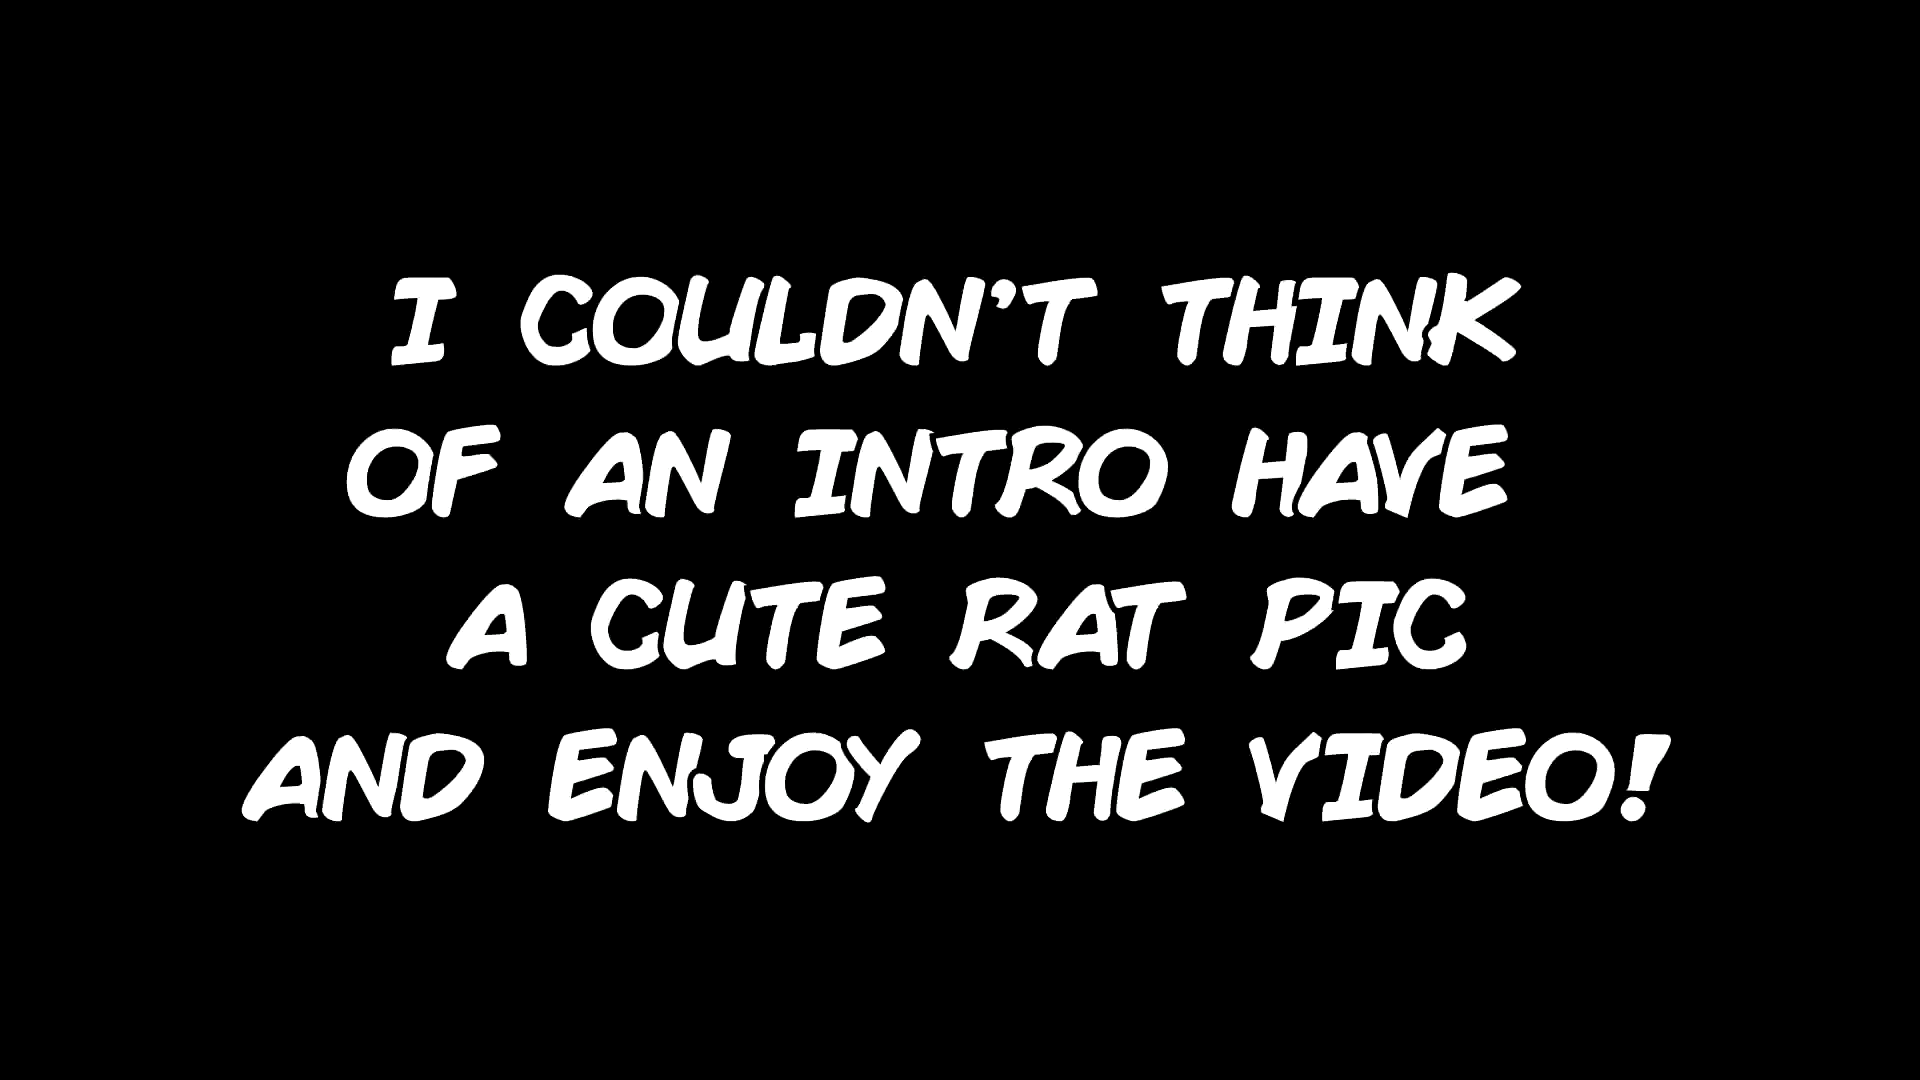 I COULDN'T THINK
OF AN INTRO HAVE
A CUTE RAT PIC
AND ENJOY THE VIDEO!